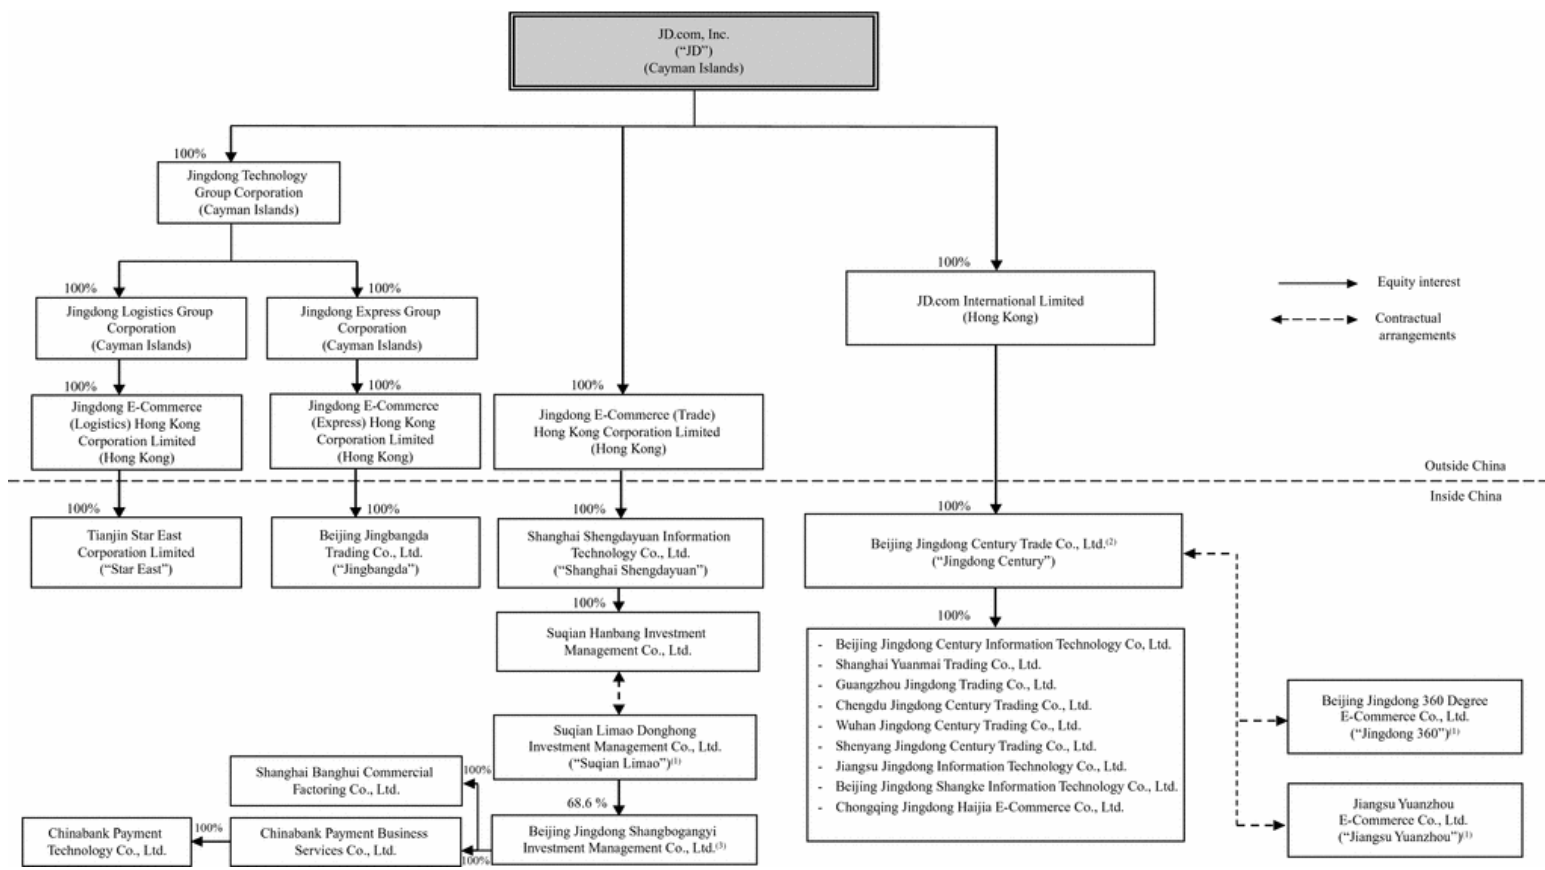 JD.com, Inc.
(“JD”)
(Cayman Islands)
100%
Jingdong Technology
Group Corporation
(Cayman Islands)
100%
Jingdong Logistics Group
Corporation
(Cayman Islands)
100%
Jingdong Express Group
Corporation
(Cayman Islands)
100%
JD.com International Limited
(Hong Kong)
Equity interest
Contractual
arrangements
100%
Jingdong E-Commerce
(Logistics) Hong Kong
Corporation Limited
(Hong Kong)
100%
Jingdong E-Commerce
(Express) Hong Kong
Corporation Limited
(Hong Kong)
100%
Jingdong E-Commerce (Trade)
Hong Kong Corporation Limited
(Hong Kong)
Outside China
Inside China
100%
Tianjin Star East
Corporation Limited
(“Star East”)
100%
Beijing Jingbangda
Trading Co., Ltd.
(“Jingbangda”)
100%
Shanghai Shengdayuan Information
Technology Co., Ltd.
(“Shanghai Shengdayuan”)
100%
Beijing Jingdong Century Trade Co., Ltd.(2)
(“Jingdong Century”)
100%
Suqian Hanbang Investment
Management Co., Ltd.
100%
- Beijing Jingdong Century Information Technology Co, Ltd.
- Shanghai Yuanmai Trading Co., Ltd.
- Guangzhou Jingdong Trading Co., Ltd.
- Chengdu Jingdong Century Trading Co., Ltd.
- Wuhan Jingdong Century Trading Co., Ltd.
- Shenyang Jingdong Century Trading Co., Ltd.
- Jiangsu Jingdong Information Technology Co., Ltd.
- Beijing Jingdong Shangke Information Technology Co., Ltd.
- Chongqing Jingdong Haijia E-Commerce Co., Ltd.
Beijing Jingdong 360 Degree
E-Commerce Co., Ltd.
(“Jingdong 360”)(1)
Jiangsu Yuanzhou
E-Commerce Co., Ltd.
(“Jiangsu Yuanzhou”)(1)
Suqian Limao Donghong
Investment Management Co., Ltd.
(“Suqian Limao”)(1)
68.6 %
Beijing Jingdong Shangbogangyi
Investment Management Co., Ltd.(3)
100%
Shanghai Banghui Commercial
Factoring Co., Ltd.
100%
Chinabank Payment Business
Services Co., Ltd.
100%
Chinabank Payment
Technology Co., Ltd.